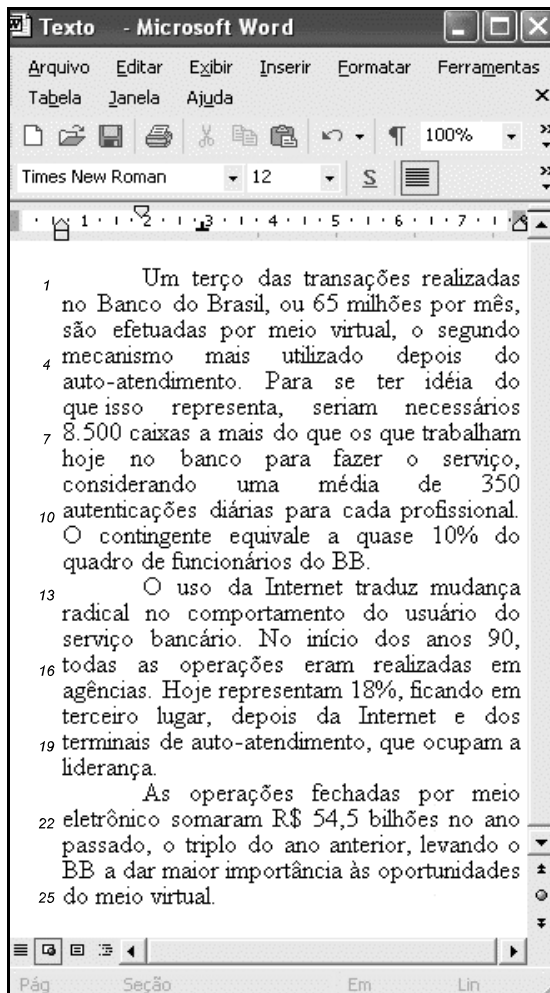 Texto - Microsoft Word
Arquivo Editar Exibir Inserir Formatar Ferramentas
Tabela Janela Ajuda
100%
Times New Roman 12 S
1 2 3 4 5 6 7 8
1 Um terço das transações realizadas
no Banco do Brasil, ou 65 milhões por mês,
são efetuadas por meio virtual, o segundo
4 mecanismo mais utilizado depois do
auto-atendimento. Para se ter idéia do
que isso representa, seriam necessários
7 8.500 caixas a mais do que os que trabalham
hoje no banco para fazer o serviço,
considerando uma média de 350
10 autenticações diárias para cada profissional.
O contingente equivale a quase 10% do
quadro de funcionários do BB.
13 O uso da Internet traduz mudança
radical no comportamento do usuário do
serviço bancário. No início dos anos 90,
16 todas as operações eram realizadas em
agências. Hoje representam 18%, ficando em
terceiro lugar, depois da Internet e dos
19 terminais de auto-atendimento, que ocupam a
liderança.
As operações fechadas por meio
22 eletrônico somaram R$ 54,5 bilhões no ano
passado, o triplo do ano anterior, levando o
BB a dar maior importância às oportunidades
25 do meio virtual.
Pág Seção Em Lin